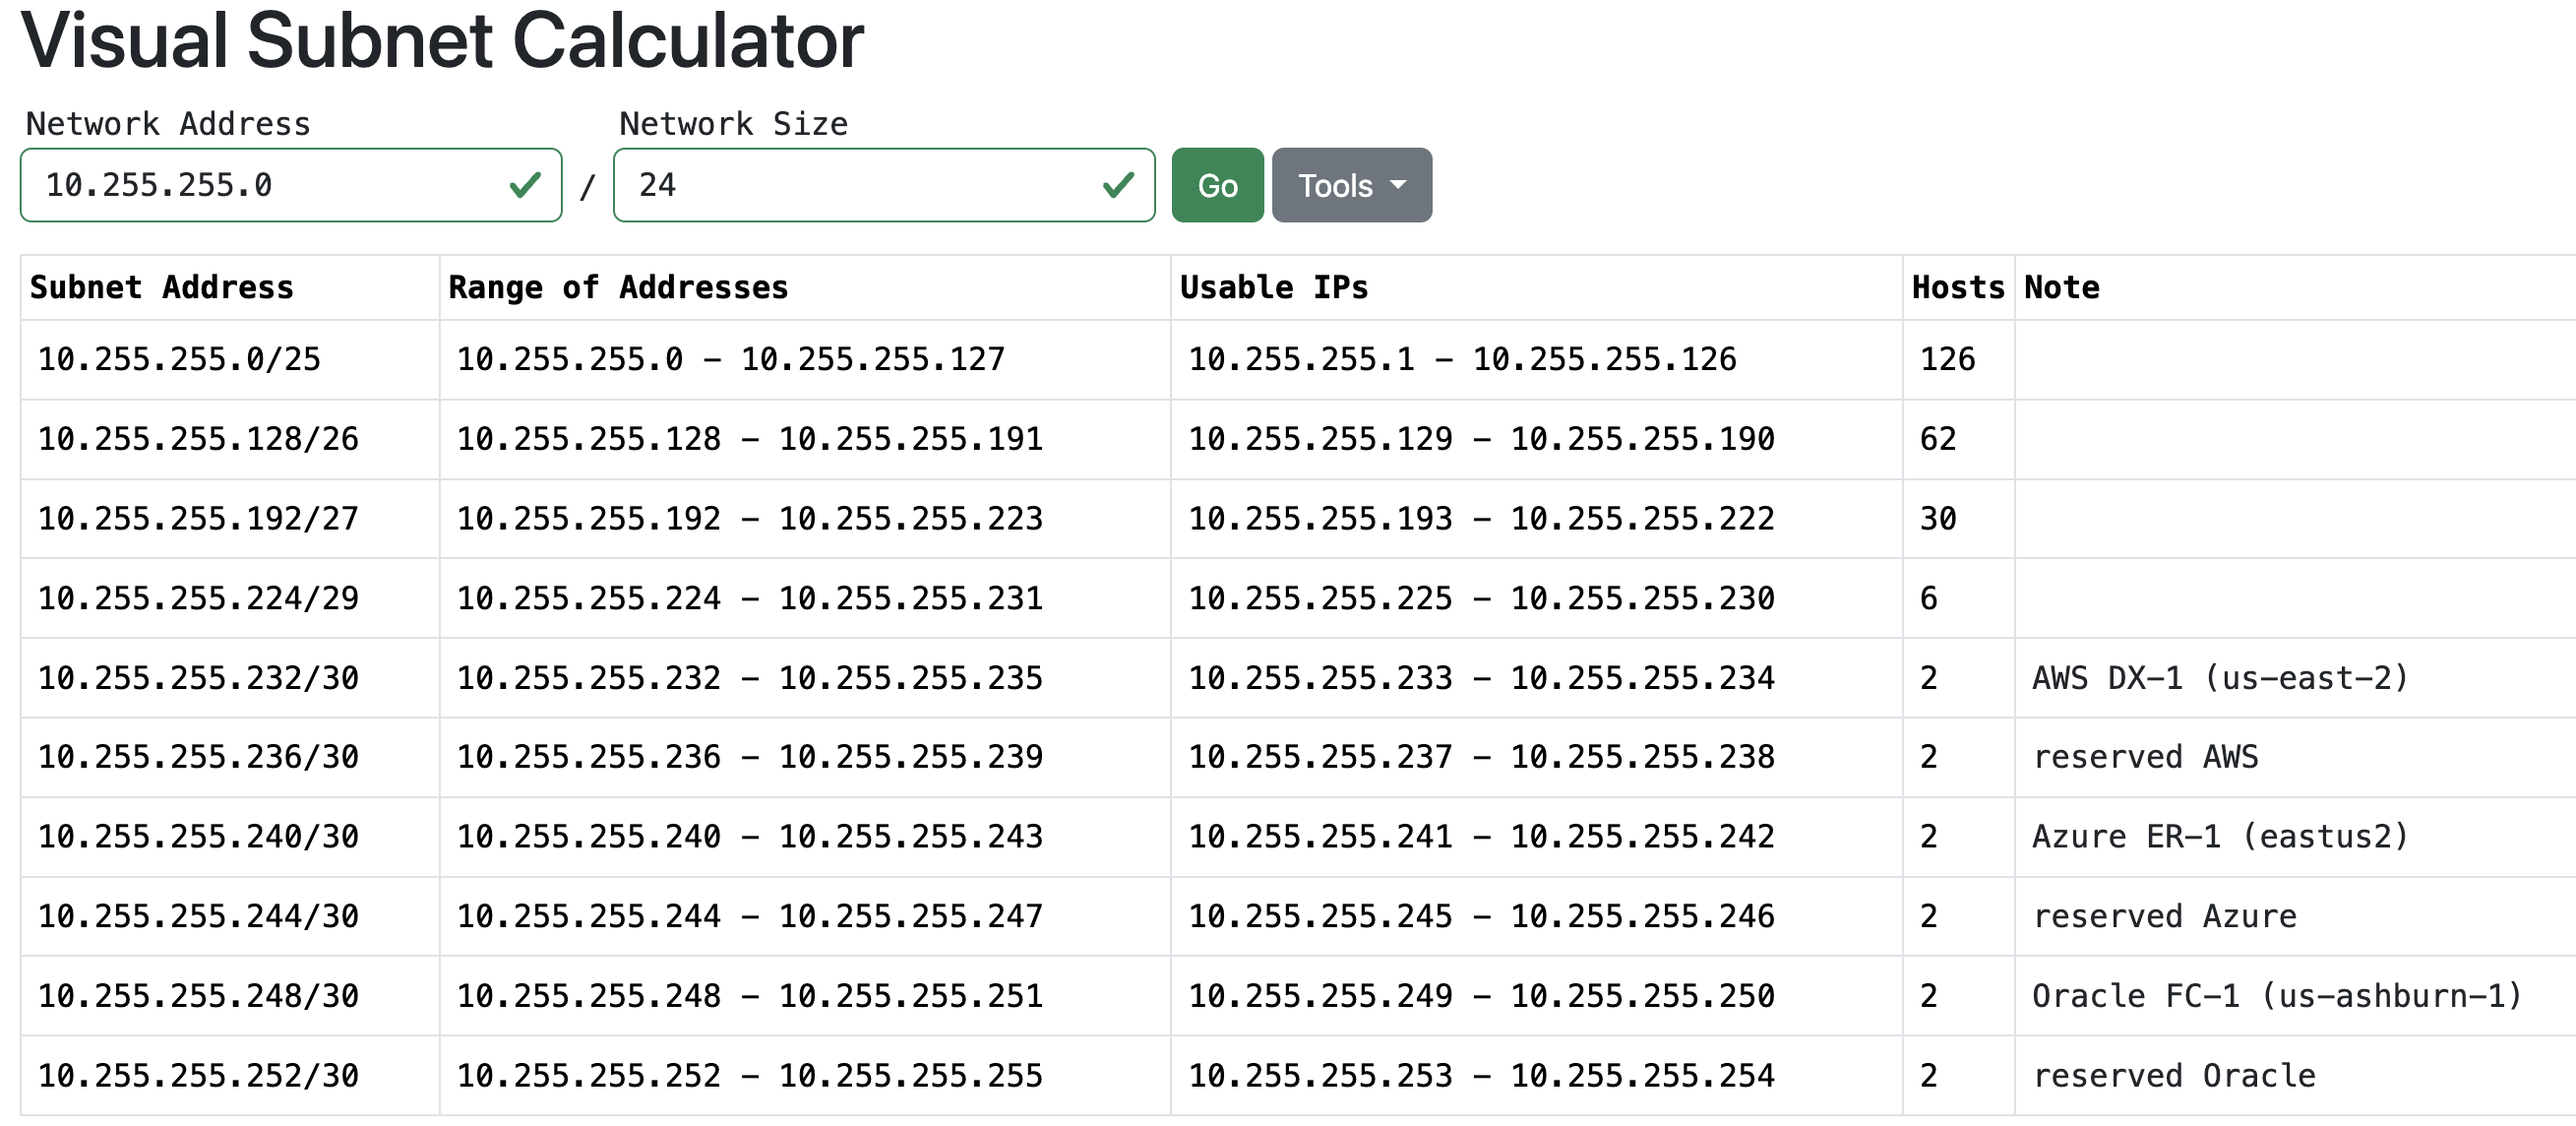 Visual Subnet Calculator
Network Address Network Size
10.255.255.0 / 24 Go Tools
Subnet Address Range of Addresses Usable IPs Hosts Note
10.255.255.0/25 10.255.255.0 – 10.255.255.127 10.255.255.1 – 10.255.255.126 126
10.255.255.128/26 10.255.255.128 – 10.255.255.191 10.255.255.129 – 10.255.255.190 62
10.255.255.192/27 10.255.255.192 – 10.255.255.223 10.255.255.193 – 10.255.255.222 30
10.255.255.224/29 10.255.255.224 – 10.255.255.231 10.255.255.225 – 10.255.255.230 6
10.255.255.232/30 10.255.255.232 – 10.255.255.235 10.255.255.233 – 10.255.255.234 2 AWS DX-1 (us-east-2)
10.255.255.236/30 10.255.255.236 – 10.255.255.239 10.255.255.237 – 10.255.255.238 2 reserved AWS
10.255.255.240/30 10.255.255.240 – 10.255.255.243 10.255.255.241 – 10.255.255.242 2 Azure ER-1 (eastus2)
10.255.255.244/30 10.255.255.244 – 10.255.255.247 10.255.255.245 – 10.255.255.246 2 reserved Azure
10.255.255.248/30 10.255.255.248 – 10.255.255.251 10.255.255.249 – 10.255.255.250 2 Oracle FC-1 (us-ashburn-1)
10.255.255.252/30 10.255.255.252 – 10.255.255.255 10.255.255.253 – 10.255.255.254 2 reserved Oracle